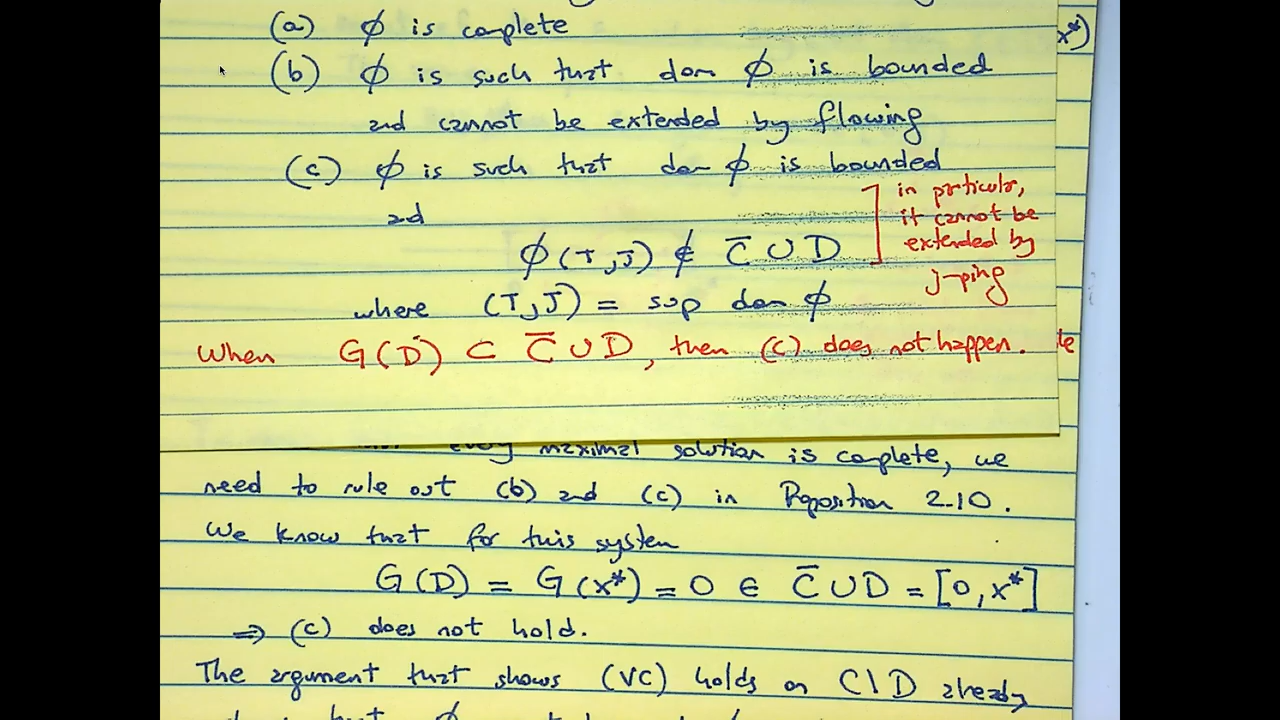 (a) ϕ is complete
x*)
(b) ϕ is such that dom ϕ is bounded
and cannot be extended by flowing
(c) ϕ is such that dom ϕ is bounded
and
in particular,
it cannot be
extended by
jumping
ϕ(T,J) ∉ C̅ ∪ D
where (T,J) = sup dom ϕ
When G(D) ⊂ C̅ ∪ D, then (c) does not happen.
every maximal solution is complete, we
need to rule out (b) and (c) in Proposition 2.10.
We know that for this system
G(D) = G(x*) = 0 ∈ C̅ ∪ D = [0, x*]
⇒ (c) does not hold.
The argument that shows (VC) holds on C\D already